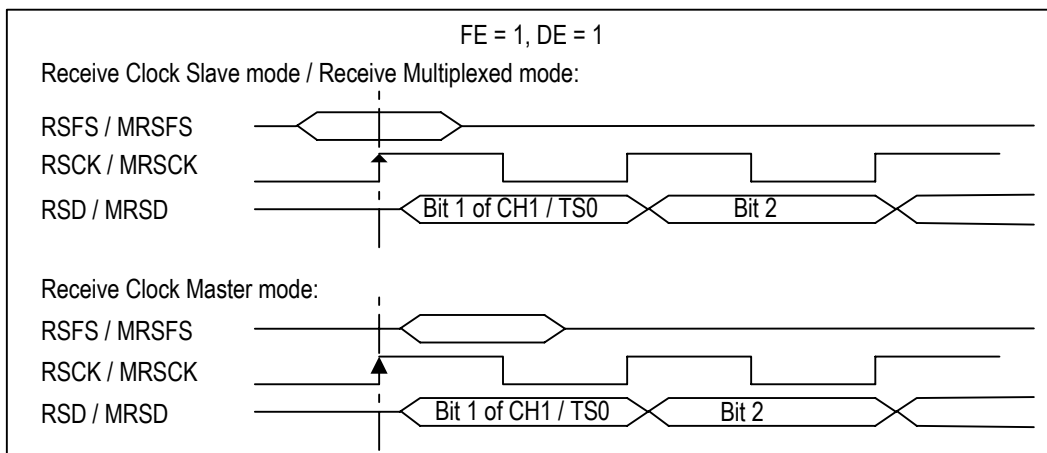 FE = 1, DE = 1
Receive Clock Slave mode / Receive Multiplexed mode:
RSFS / MRSFS
RSCK / MRSCK
RSD / MRSD Bit 1 of CH1 / TS0 Bit 2
Receive Clock Master mode:
RSFS / MRSFS
RSCK / MRSCK
RSD / MRSD Bit 1 of CH1 / TS0 Bit 2